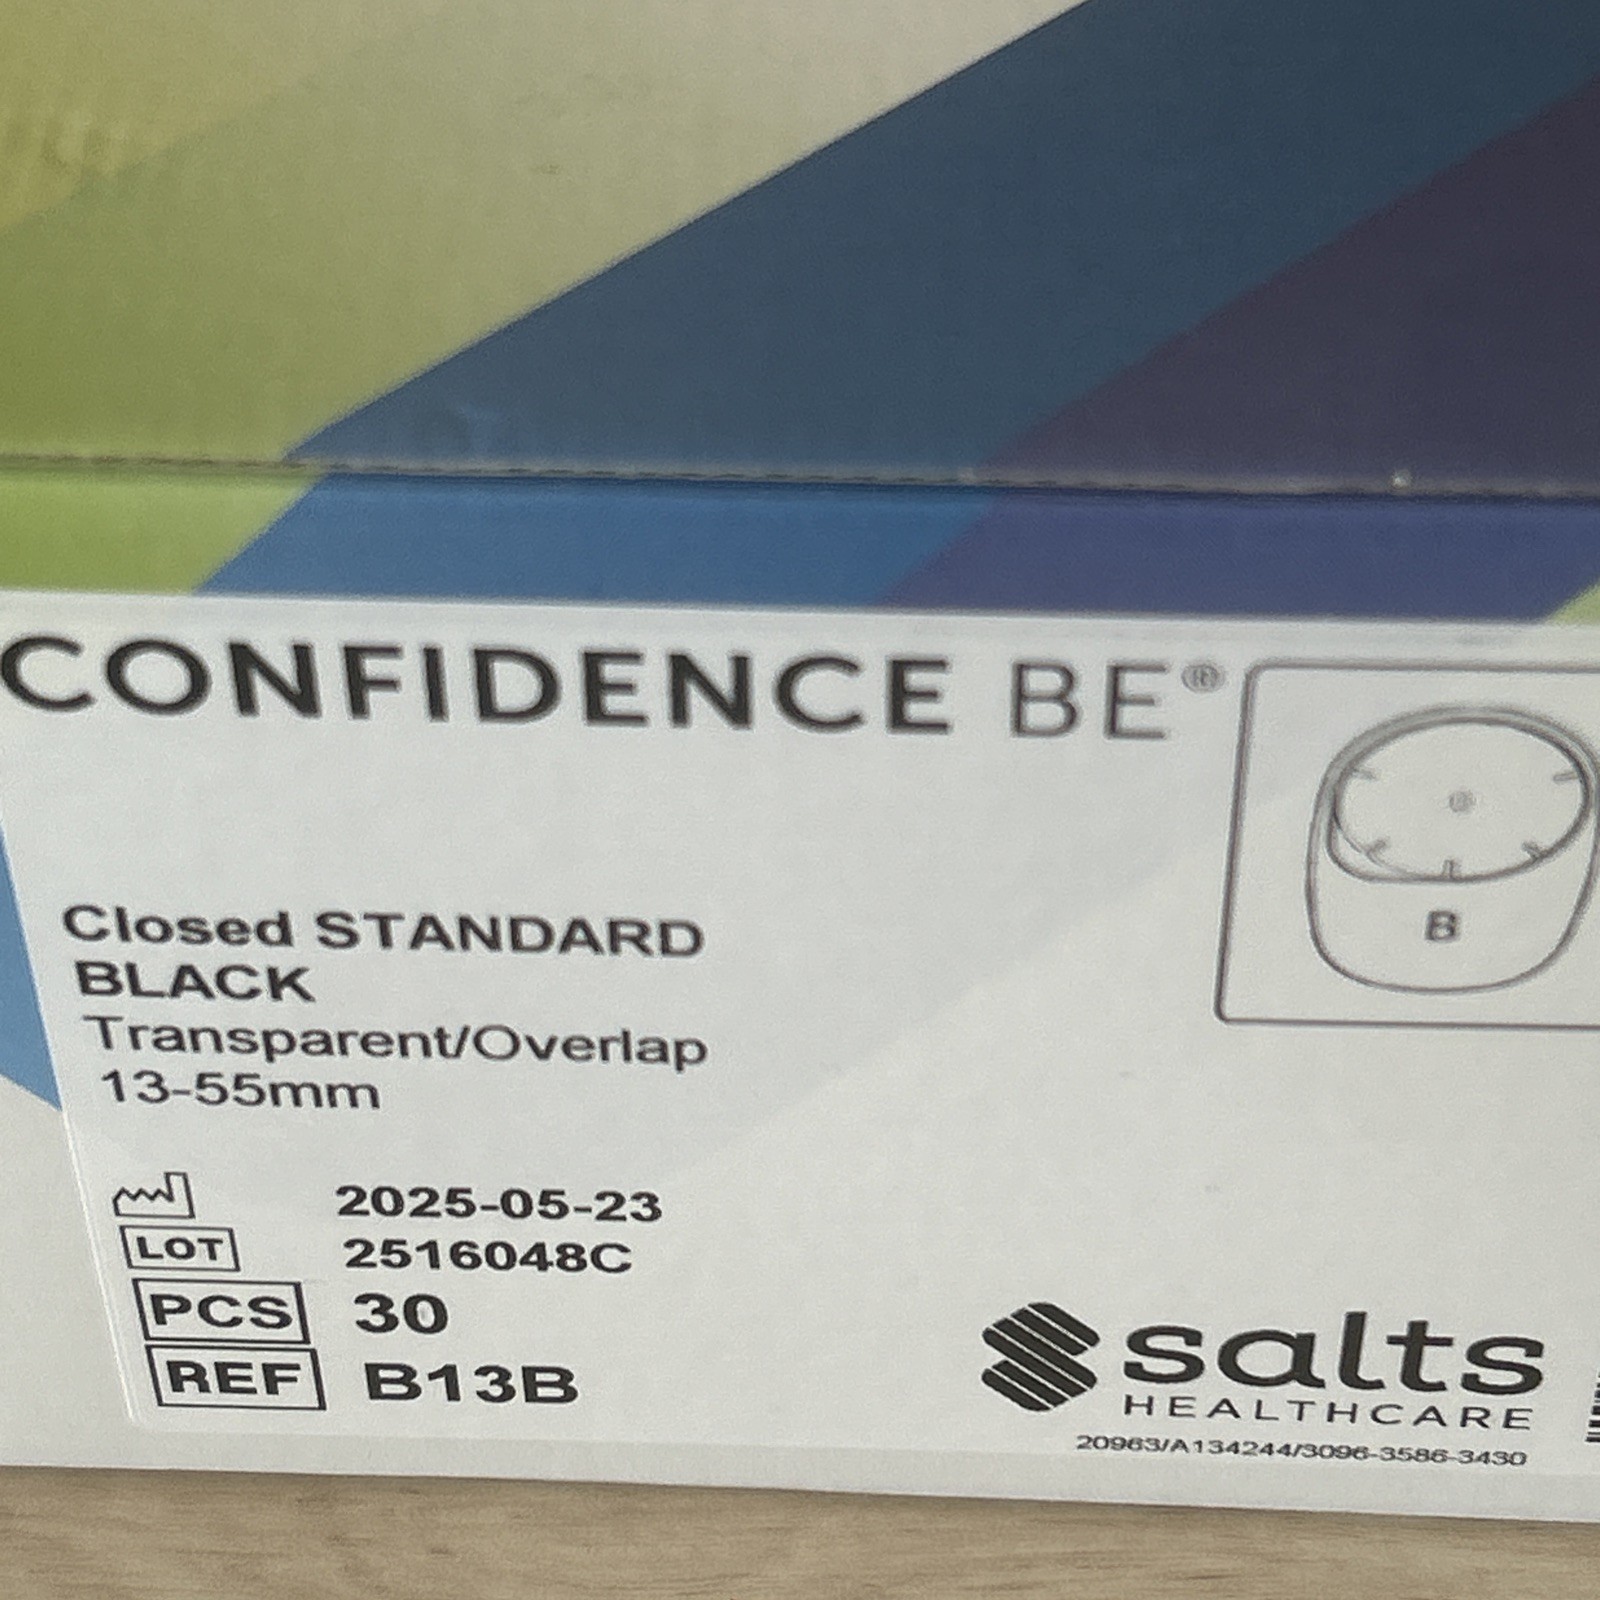 CONFIDENCE BE®
B
Closed STANDARD
BLACK
Transparent/Overlap
13-55mm
2025-05-23
LOT 2516048C
PCS 30
REF B13B
salts
HEALTHCARE
20963/A134244/3096-3586-3430